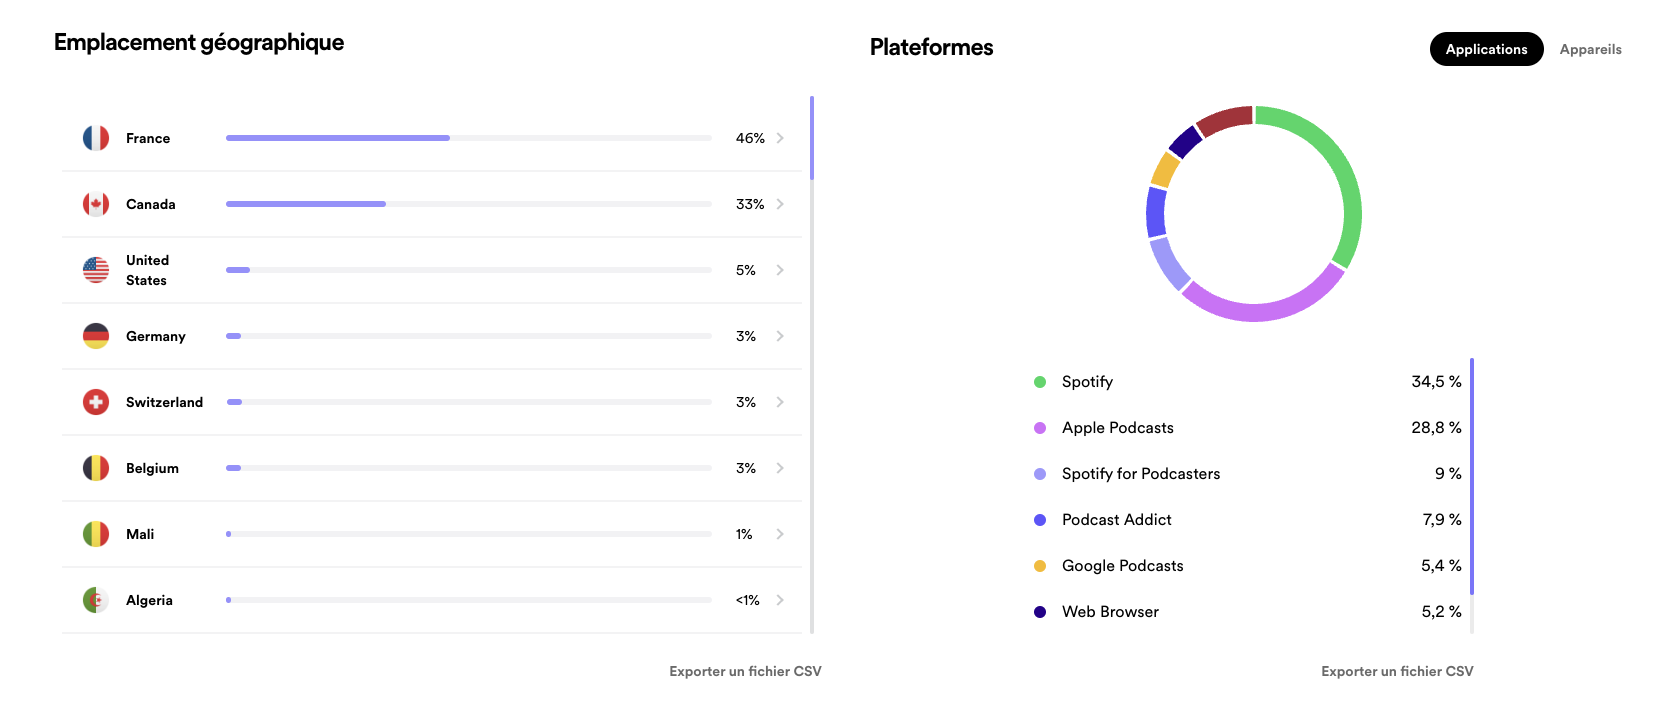 Emplacement géographique
France 46%
Canada 33%
United
States 5%
Germany 3%
Switzerland 3%
Belgium 3%
Mali 1%
Algeria <1%
Exporter un fichier CSV
Plateformes
Applications Appareils
Spotify 34,5 %
Apple Podcasts 28,8 %
Spotify for Podcasters 9 %
Podcast Addict 7,9 %
Google Podcasts 5,4 %
Web Browser 5,2 %
Exporter un fichier CSV